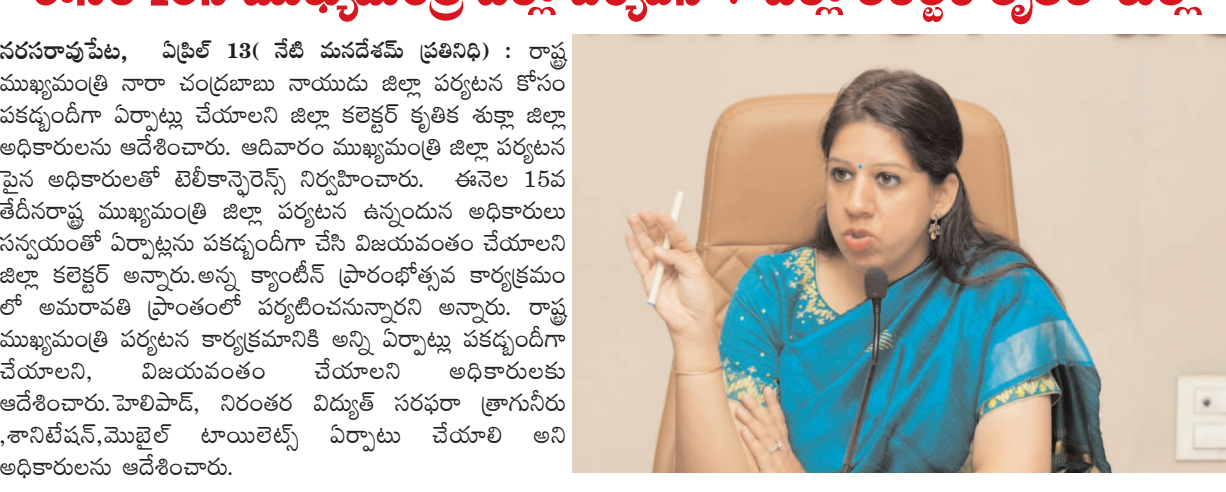 నరసరావుపేట, ఏప్రిల్ 13( నేటి మనదేశమ్ ప్రతినిధి) : రాష్ట్ర
ముఖ్యమంత్రి నారా చంద్రబాబు నాయుడు జిల్లా పర్యటన కోసం
పకడ్బందీగా ఏర్పాట్లు చేయాలని జిల్లా కలెక్టర్ కృతిక శుక్లా జిల్లా
అధికారులను ఆదేశించారు. ఆదివారం ముఖ్యమంత్రి జిల్లా పర్యటన
పైన అధికారులతో టెలీకాన్ఫెరెన్స్ నిర్వహించారు. ఈనెల 15వ
తేదీనరాష్ట్ర ముఖ్యమంత్రి జిల్లా పర్యటన ఉన్నందున అధికారులు
సన్వయంతో ఏర్పాట్లను పకడ్బందీగా చేసి విజయవంతం చేయాలని
జిల్లా కలెక్టర్ అన్నారు.అన్న క్యాంటీన్ ప్రారంభోత్సవ కార్యక్రమం
లో అమరావతి ప్రాంతంలో పర్యటించనున్నారని అన్నారు. రాష్ట్ర
ముఖ్యమంత్రి పర్యటన కార్యక్రమానికి అన్ని ఏర్పాట్లు పకడ్బందీగా
చేయాలని, విజయవంతం చేయాలని అధికారులకు
ఆదేశించారు.హెలిపాడ్, నిరంతర విద్యుత్ సరఫరా త్రాగునీరు
,శానిటేషన్,మొబైల్ టాయిలెట్స్ ఏర్పాటు చేయాలి అని
అధికారులను ఆదేశించారు.